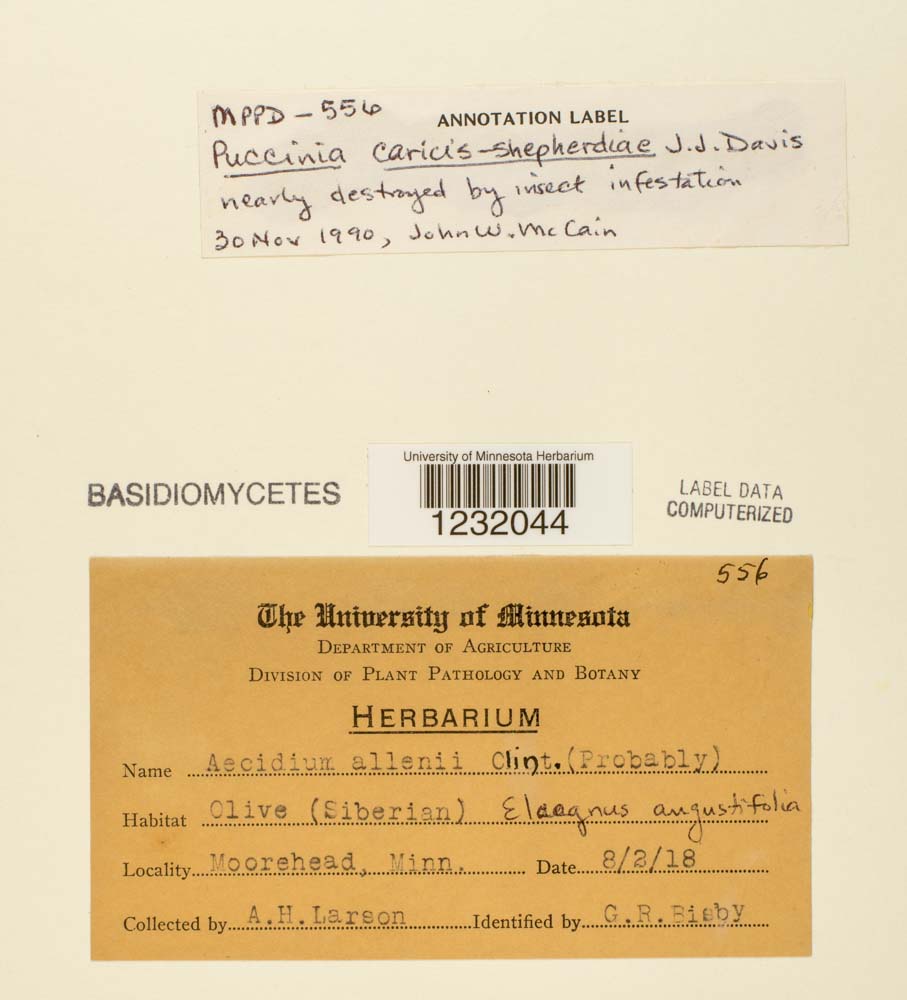 MPPD-556
ANNOTATION LABEL
Puccinia caricis-shepherdiae J.J. Davis
nearly destroyed by insect infestation
30 Nov 1990, John W. McCain
University of Minnesota Herbarium
BASIDIOMYCETES
1232044
LABEL DATA
COMPUTERIZED
556
The University of Minnesota
DEPARTMENT OF AGRICULTURE
DIVISION OF PLANT PATHOLOGY AND BOTANY
HERBARIUM
Name Aecidium allenii Clint. (Probably)
Habitat Olive (Siberian) Elaeagnus angustifolia
Locality Moorehead, Minn. Date 8/2/18
Collected by A.H. Larson Identified by G.R. Bisby